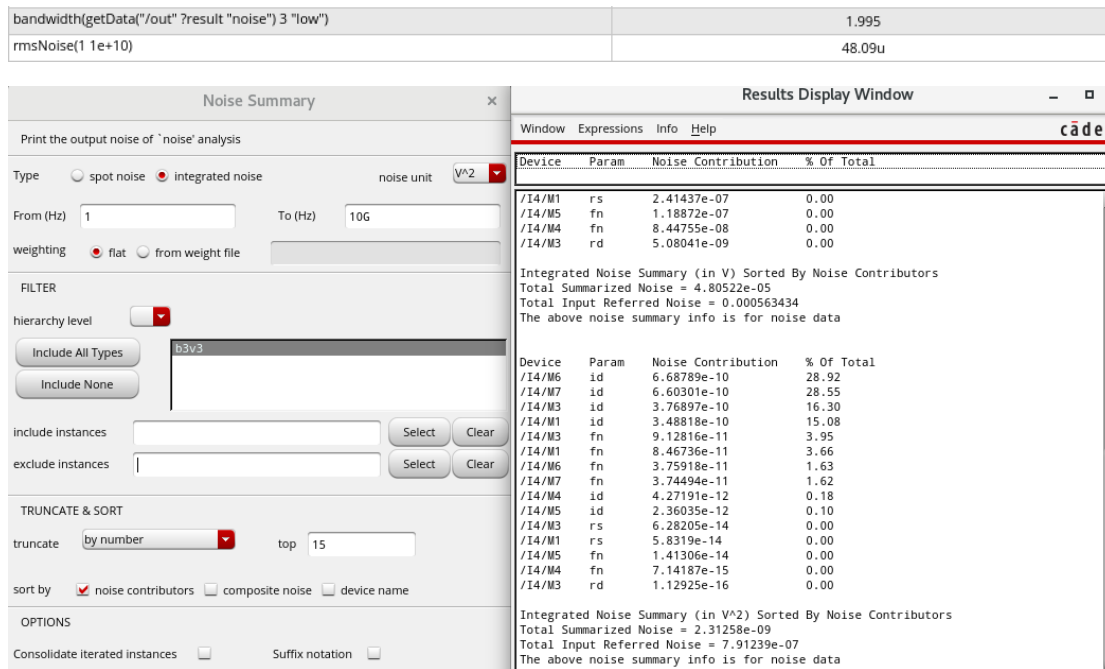 bandwidth(getData("/out" ?result "noise") 3 "low") 1.995
rmsNoise(1 1e+10) 48.09u
Noise Summary ×
Print the output noise of `noise' analysis
Type spot noise integrated noise noise unit V^2
From (Hz) 1 To (Hz) 10G
weighting flat from weight file
FILTER
hierarchy level
Include All Types
b3v3
Include None
include instances Select Clear
exclude instances Select Clear
TRUNCATE & SORT
truncate by number top 15
sort by noise contributors composite noise device name
OPTIONS
Consolidate iterated instances Suffix notation
Results Display Window
Window Expressions Info Help cāde
Device Param Noise Contribution % Of Total
/I4/M1 rs 2.41437e-07 0.00
/I4/M5 fn 1.18872e-07 0.00
/I4/M4 fn 8.44755e-08 0.00
/I4/M3 rd 5.08041e-09 0.00
Integrated Noise Summary (in V) Sorted By Noise Contributors
Total Summarized Noise = 4.80522e-05
Total Input Referred Noise = 0.000563434
The above noise summary info is for noise data
Device Param Noise Contribution % Of Total
/I4/M6 id 6.68789e-10 28.92
/I4/M7 id 6.60301e-10 28.55
/I4/M3 id 3.76897e-10 16.30
/I4/M1 id 3.48818e-10 15.08
/I4/M3 fn 9.12816e-11 3.95
/I4/M1 fn 8.46736e-11 3.66
/I4/M6 fn 3.75918e-11 1.63
/I4/M7 fn 3.74494e-11 1.62
/I4/M4 id 4.27191e-12 0.18
/I4/M5 id 2.36035e-12 0.10
/I4/M3 rs 6.28205e-14 0.00
/I4/M1 rs 5.8319e-14 0.00
/I4/M5 fn 1.41306e-14 0.00
/I4/M4 fn 7.14187e-15 0.00
/I4/M3 rd 1.12925e-16 0.00
Integrated Noise Summary (in V^2) Sorted By Noise Contributors
Total Summarized Noise = 2.31258e-09
Total Input Referred Noise = 7.91239e-07
The above noise summary info is for noise data